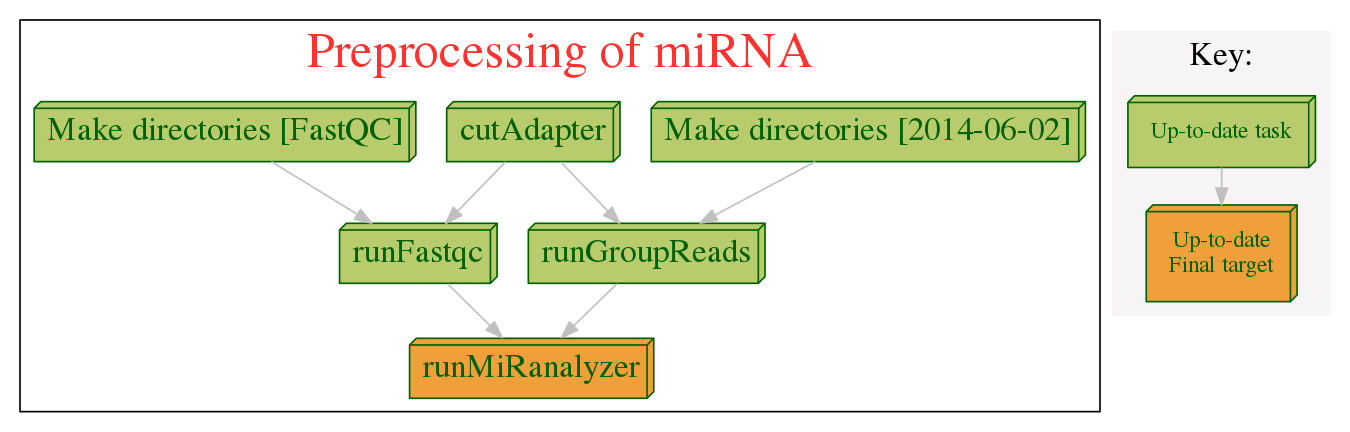 Preprocessing of miRNA
Make directories [FastQC]
cutAdapter
Make directories [2014-06-02]
runFastqc
runGroupReads
runMiRanalyzer
Key:
Up-to-date task
Up-to-date
Final target